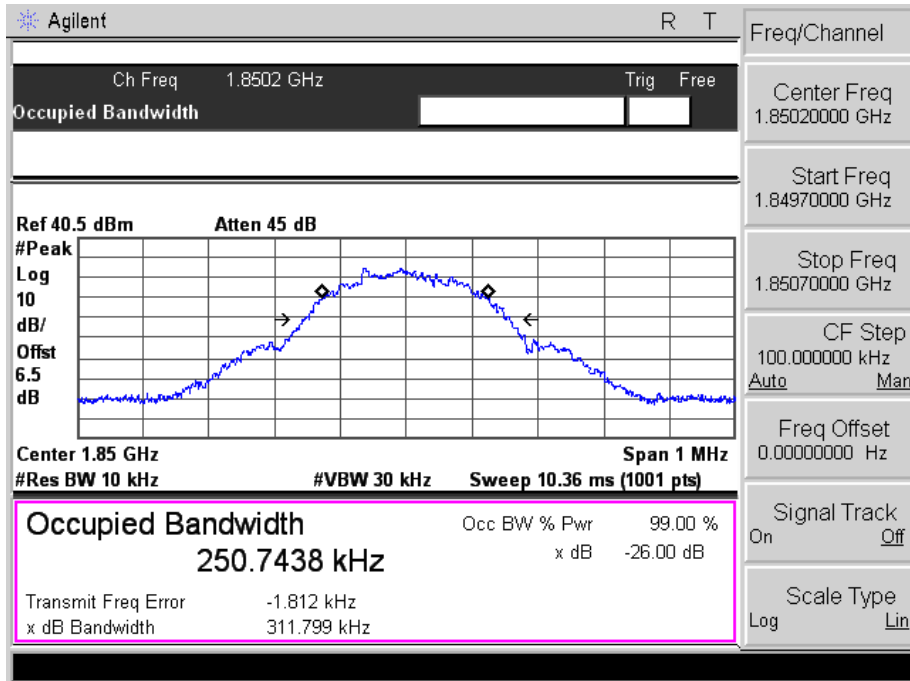 Agilent R T
Ch Freq 1.8502 GHz Trig Free
Occupied Bandwidth
Ref 40.5 dBm Atten 45 dB
#Peak
Log
10
dB/
Offst
6.5
dB
Center 1.85 GHz Span 1 MHz
#Res BW 10 kHz #VBW 30 kHz Sweep 10.36 ms (1001 pts)
Occupied Bandwidth
250.7438 kHz
Occ BW % Pwr 99.00 %
x dB -26.00 dB
Transmit Freq Error -1.812 kHz
x dB Bandwidth 311.799 kHz
Freq/Channel
Center Freq
1.85020000 GHz
Start Freq
1.84970000 GHz
Stop Freq
1.85070000 GHz
CF Step
100.000000 kHz
Auto Man
Freq Offset
0.00000000 Hz
Signal Track
On Off
Scale Type
Log Lin